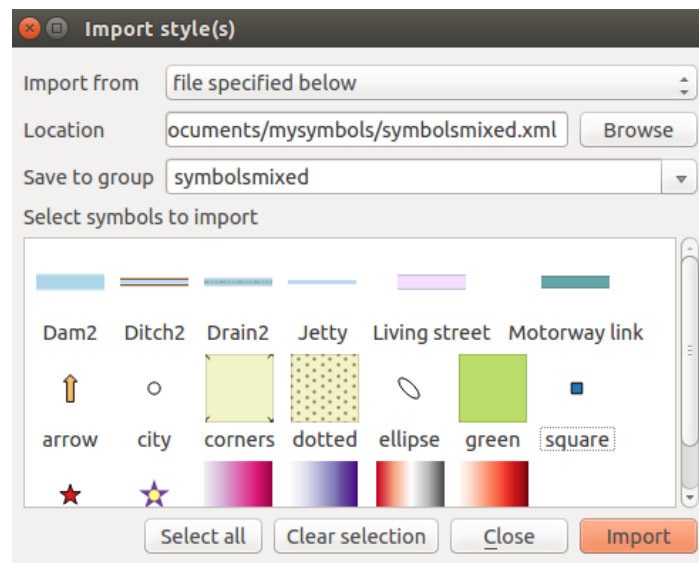 Import style(s)
Import from file specified below
Location ocuments/mysymbols/symbolsmixed.xml Browse
Save to group symbolsmixed
Select symbols to import
Dam2 Ditch2 Drain2 Jetty Living street Motorway link
arrow city corners dotted ellipse green square
Select all Clear selection Close Import